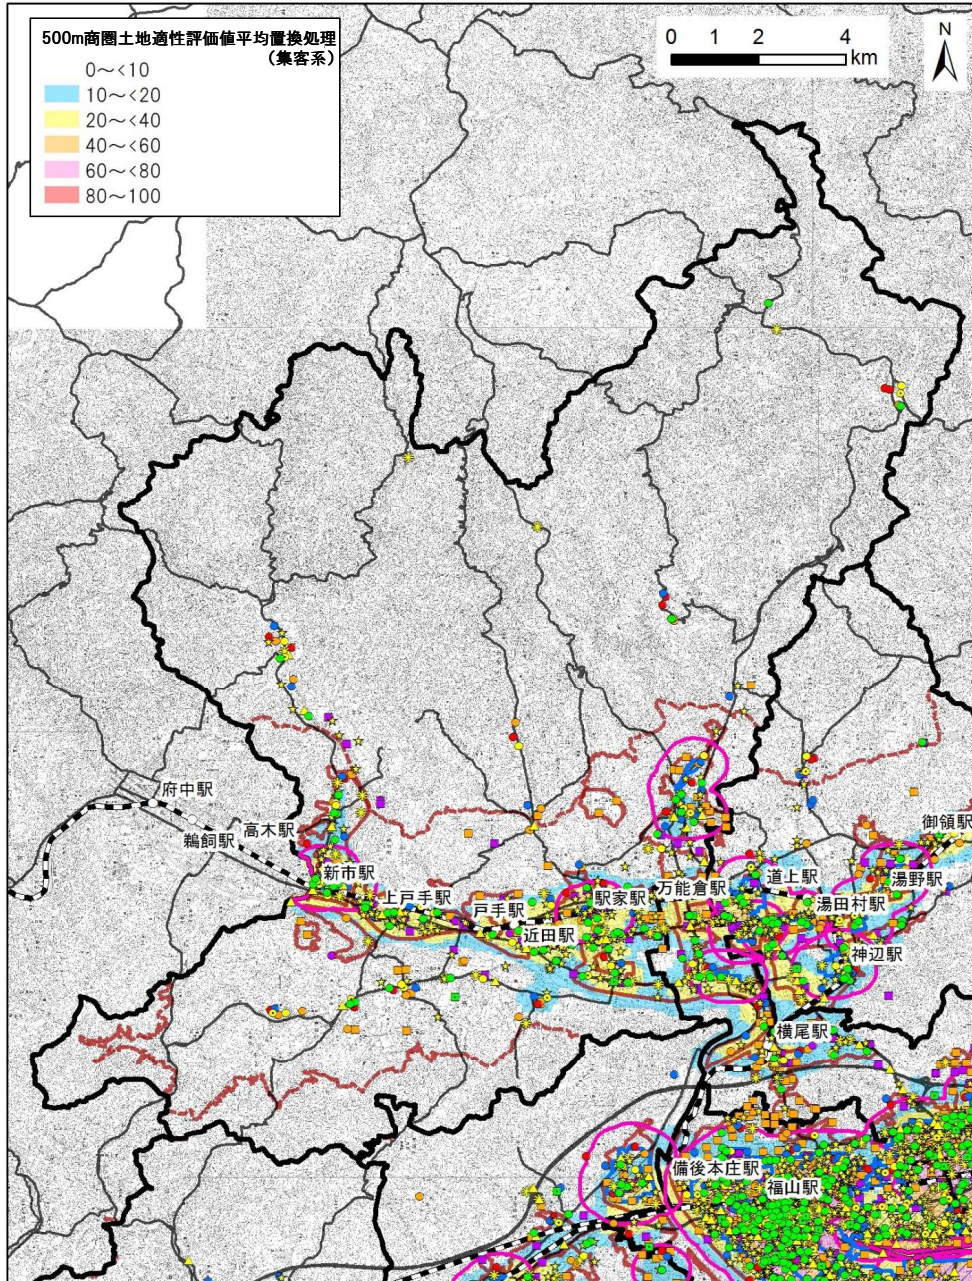 500m商圏土地適性評価値平均置換処理
（集客系）
0～<10
10～<20
20～<40
40～<60
60～<80
80～100
0 1 2 4
km
N
府中駅
鵜飼駅
高木駅
新市駅
上戸手駅
戸手駅
近田駅
駅家駅
万能倉駅
道上駅
湯田村駅
御領駅
湯野駅
神辺駅
横尾駅
備後本庄駅
福山駅